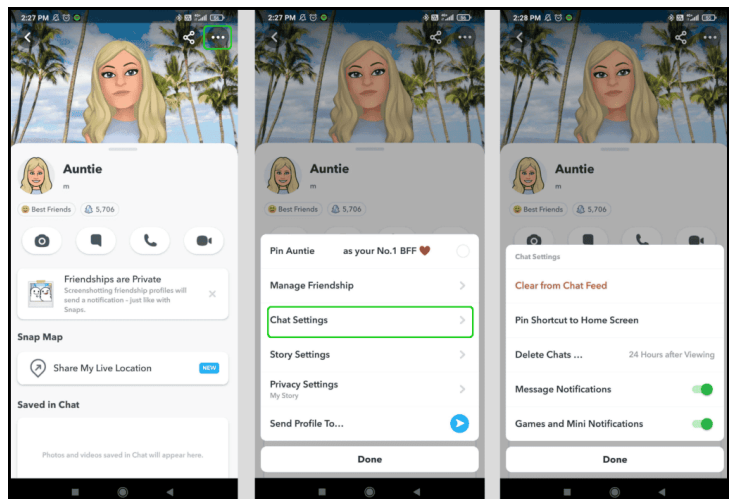 2:27 PM
Auntie
m
Best Friends
5,706
Friendships are Private
Screenshotting friendship profiles will
send a notification - just like with
Snaps.
Snap Map
Share My Live Location
NEW
Saved in Chat
Photos and videos saved in Chat will appear here.
2:27 PM
Auntie
m
Best Friends
5,706
Pin Auntie as your No.1 BFF
Manage Friendship
Chat Settings
Story Settings
Privacy Settings
My Story
Send Profile To...
Done
2:28 PM
Auntie
m
Best Friends
5,706
Chat Settings
Clear from Chat Feed
Pin Shortcut to Home Screen
Delete Chats ... 24 Hours after Viewing
Message Notifications
Games and Mini Notifications
Done